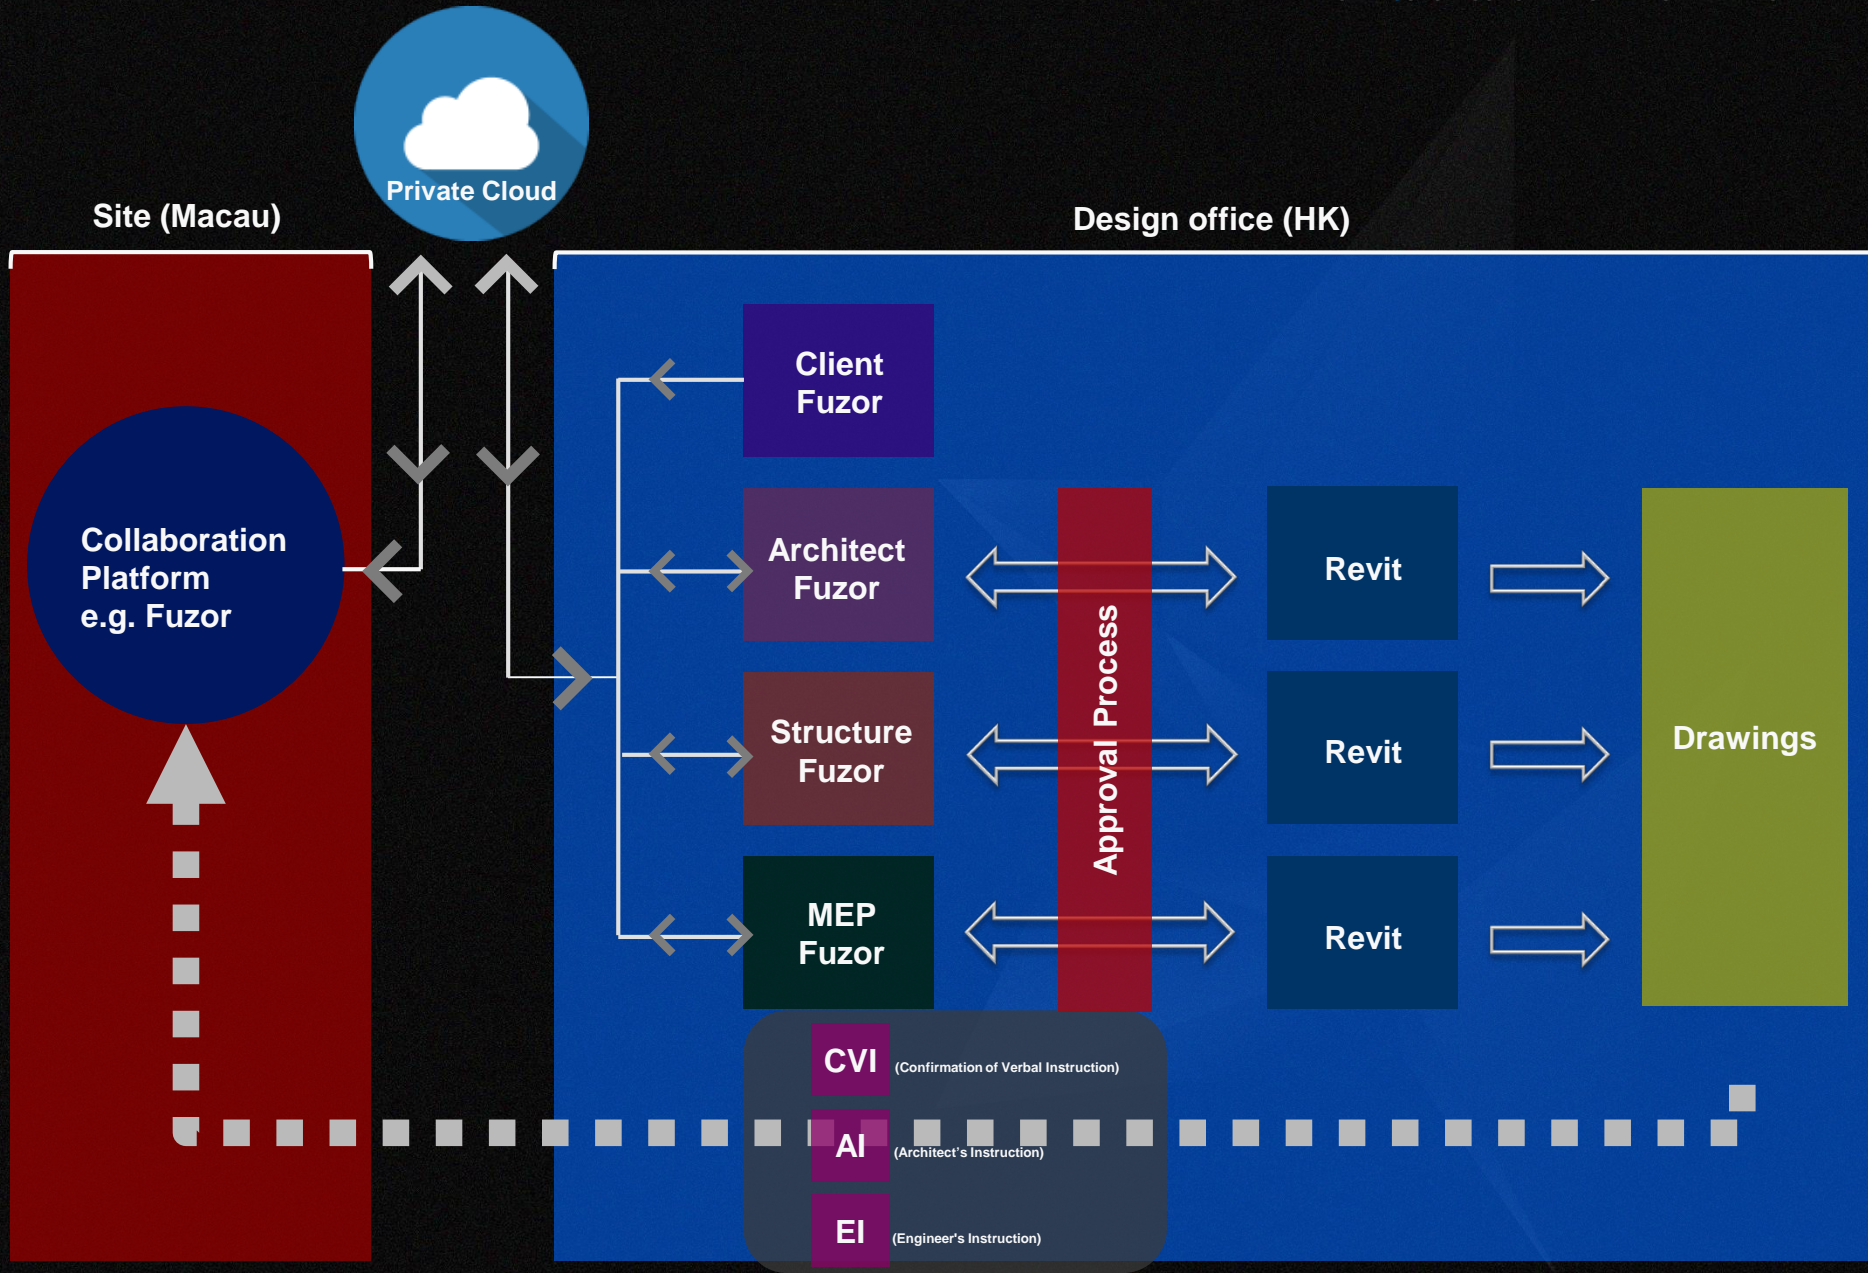 Private Cloud
Site (Macau)
Design office (HK)
Client
Fuzor
Collaboration
Platform
e.g. Fuzor
Architect
Fuzor
Revit
Approval Process
Structure
Fuzor
Revit
Drawings
MEP
Fuzor
Revit
CVI (Confirmation of Verbal Instruction)
AI (Architect's Instruction)
EI (Engineer's Instruction)